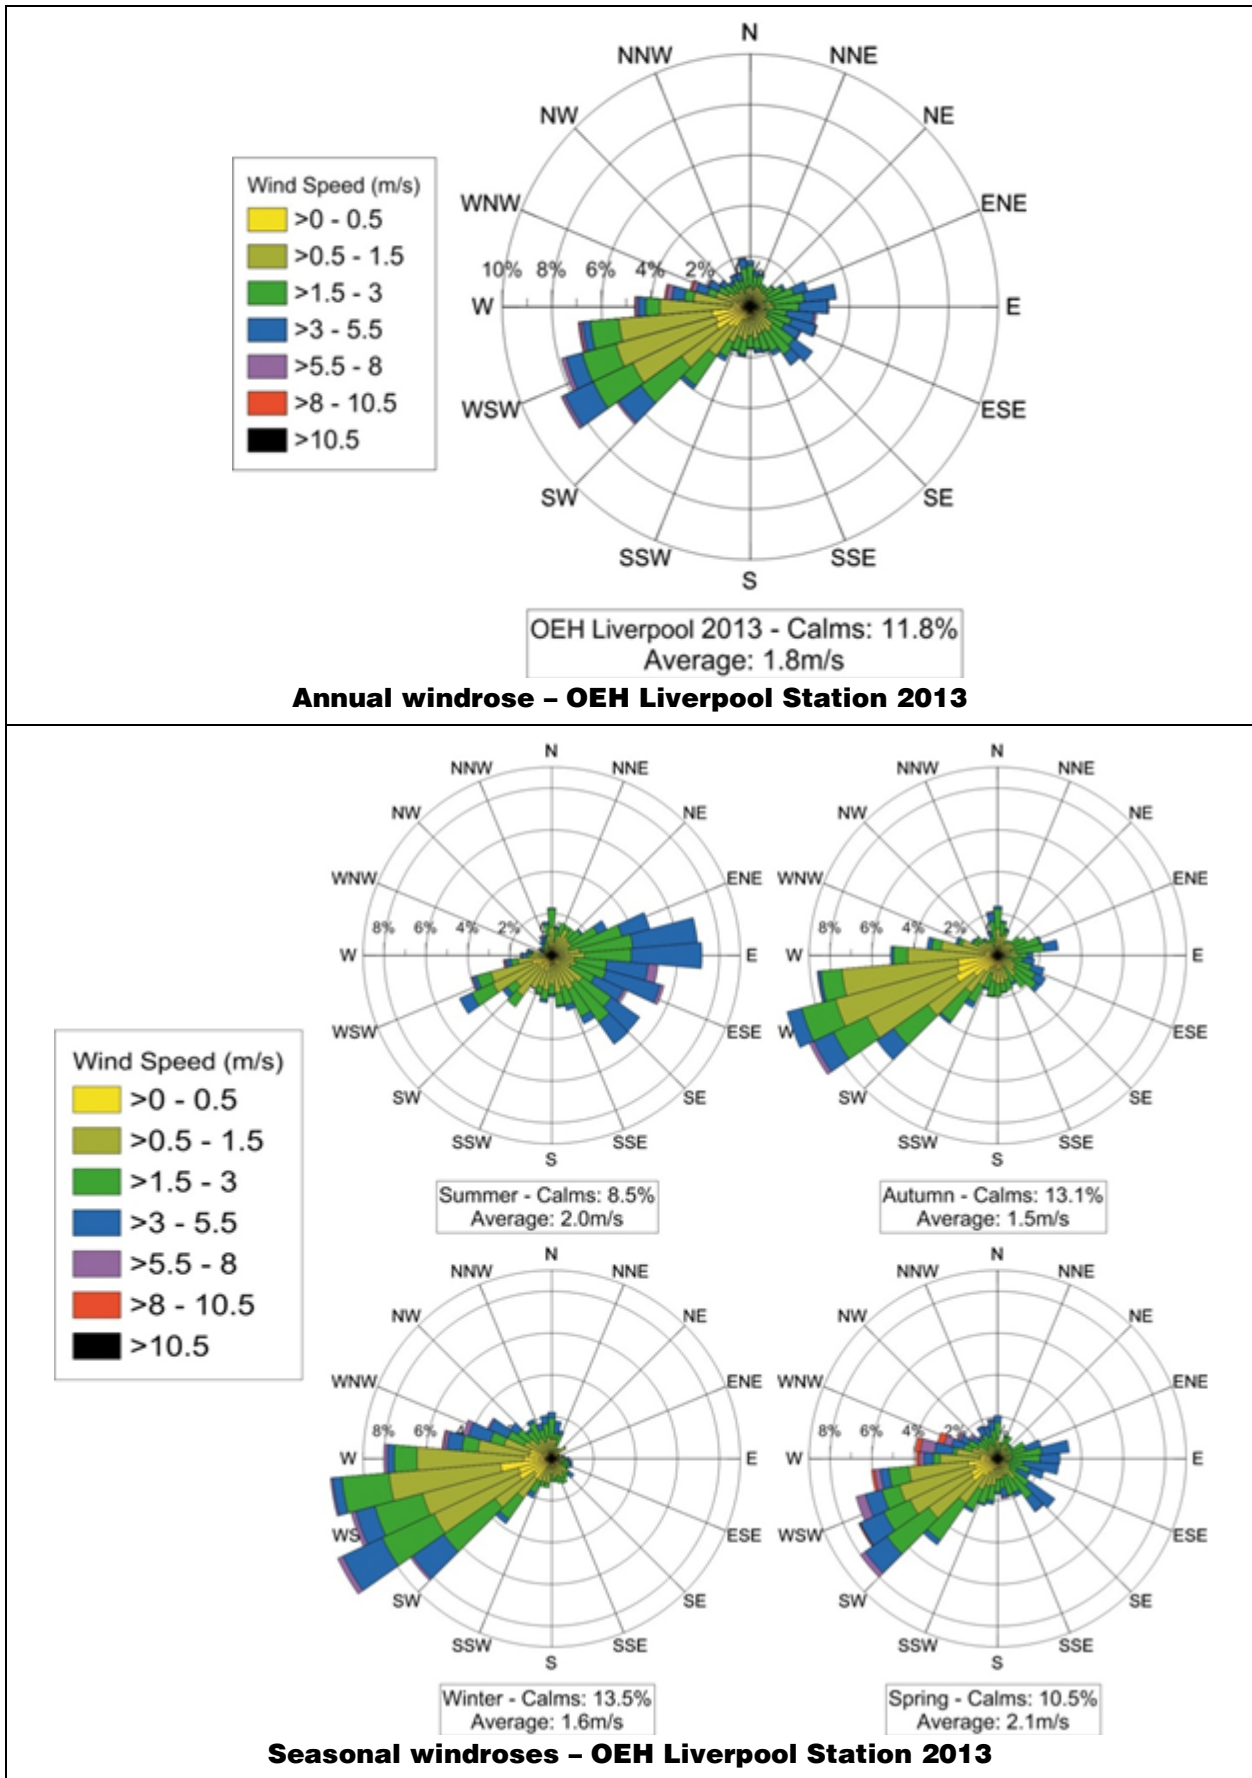 N
NNW
NNE
NW
NE
Wind Speed (m/s)
>0 - 0.5
>0.5 - 1.5
>1.5 - 3
>3 - 5.5
>5.5 - 8
>8 - 10.5
>10.5
WNW
ENE
10% 8% 6% 4% 2%
W
E
WSW
ESE
SW
SE
SSW
SSE
S
OEH Liverpool 2013 - Calms: 11.8%
Average: 1.8m/s
Annual windrose – OEH Liverpool Station 2013
N
NNW
NNE
NW
NE
WNW
ENE
8% 6% 4% 2%
W
E
WSW
ESE
SW
SE
SSW
SSE
S
Summer - Calms: 8.5%
Average: 2.0m/s
N
NNW
NNE
NW
NE
WNW
ENE
8% 6% 4% 2%
W
E
ESE
SW
SE
SSW
SSE
S
Autumn - Calms: 13.1%
Average: 1.5m/s
Wind Speed (m/s)
>0 - 0.5
>0.5 - 1.5
>1.5 - 3
>3 - 5.5
>5.5 - 8
>8 - 10.5
>10.5
N
NNW
NNE
NW
NE
WNW
ENE
8% 6%
W
E
ESE
SW
SE
SSW
SSE
S
Winter - Calms: 13.5%
Average: 1.6m/s
N
NNW
NNE
NW
NE
WNW
ENE
8% 6% 4% 2%
W
E
WSW
ESE
SW
SE
SSW
SSE
S
Spring - Calms: 10.5%
Average: 2.1m/s
Seasonal windroses – OEH Liverpool Station 2013